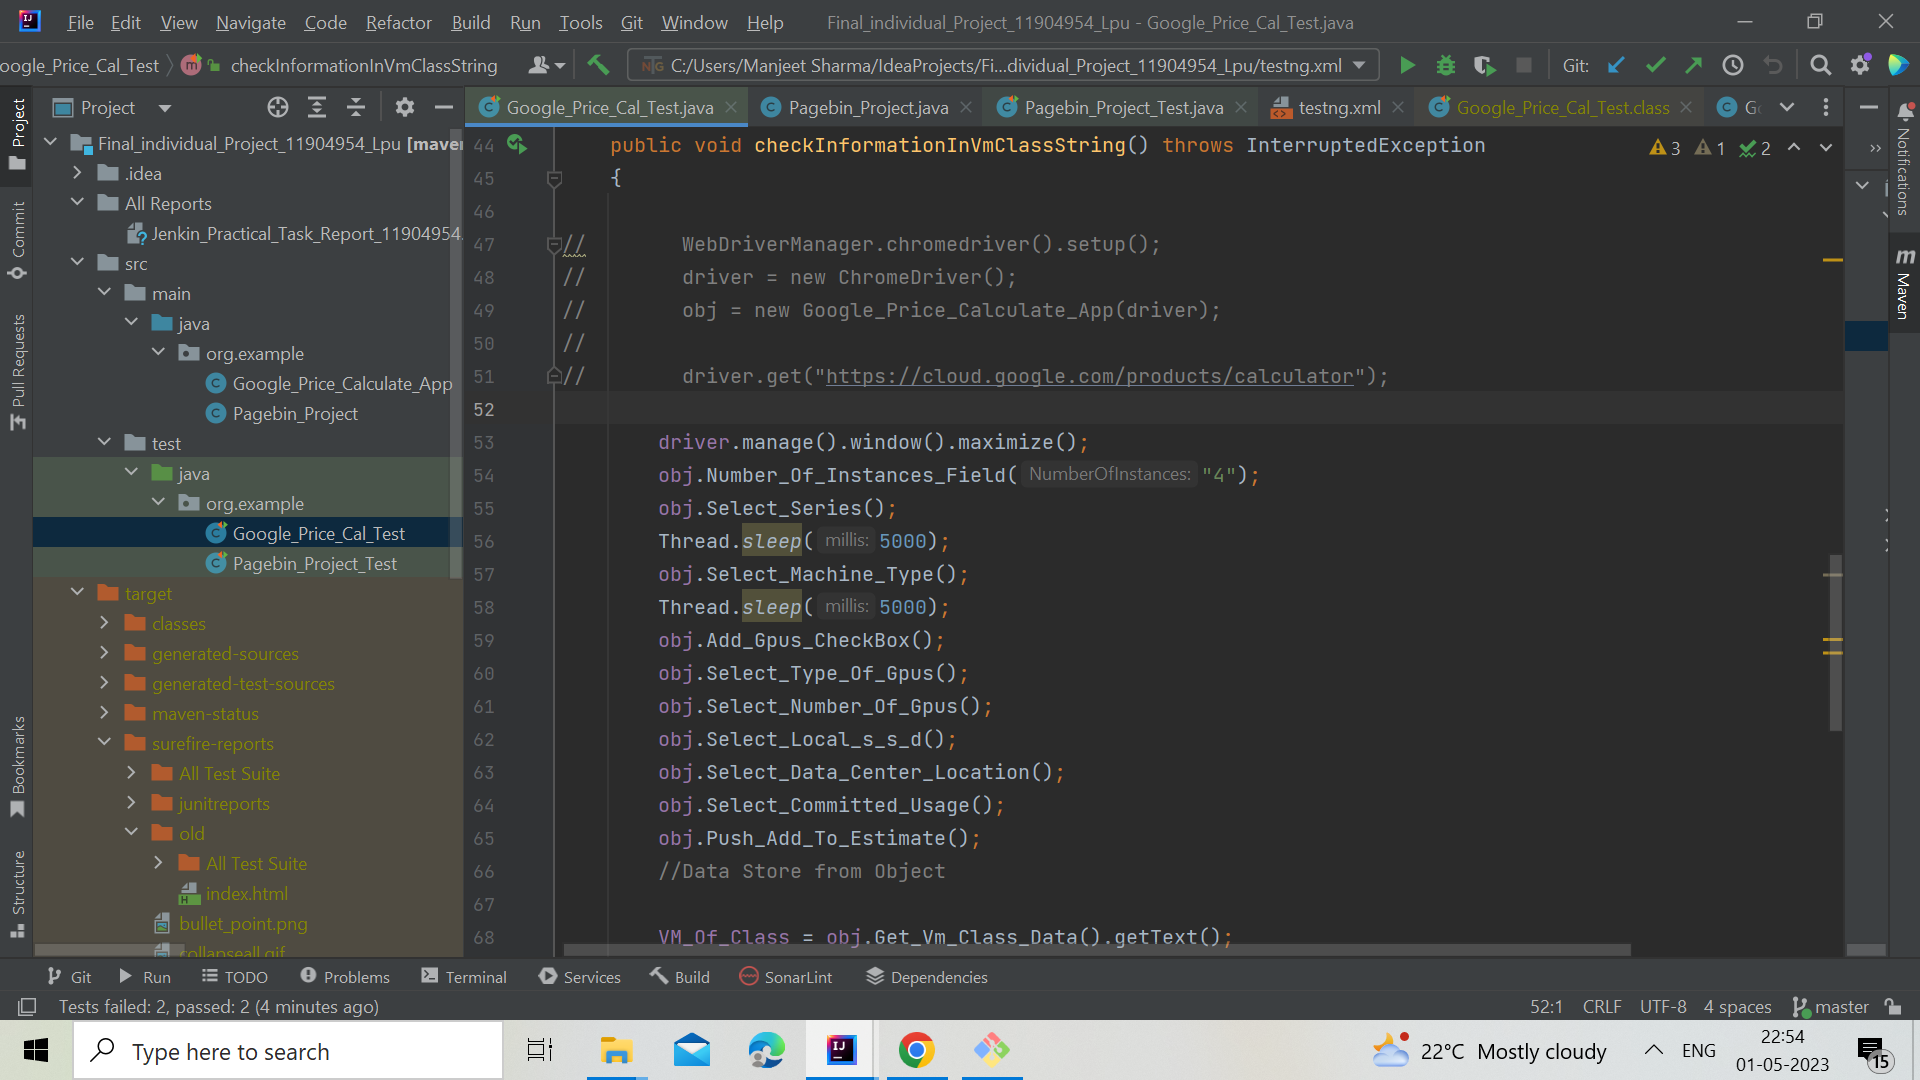 File Edit View Navigate Code Refactor Build Run Tools Git Window Help Final_individual_Project_11904954_Lpu - Google_Price_Cal_Test.java
oogle_Price_Cal_Test checkInformationInVmClassString C:/Users/Manjeet Sharma/IdeaProjects/Fi...dividual_Project_11904954_Lpu/testng.xml Git:
Project Google_Price_Cal_Test.java Pagebin_Project.java Pagebin_Project_Test.java testng.xml Google_Price_Cal_Test.class
Final_individual_Project_11904954_Lpu [maven
.idea
All Reports
Jenkin_Practical_Task_Report_11904954.
src
main
java
org.example
Google_Price_Calculate_App
Pagebin_Project
test
java
org.example
Google_Price_Cal_Test
Pagebin_Project_Test
target
classes
generated-sources
generated-test-sources
maven-status
surefire-reports
All Test Suite
junitreports
old
All Test Suite
index.html
bullet_point.png
collapseall.gif
44 public void checkInformationInVmClassString() throws InterruptedException
3 1 2
45 {
46
47 // WebDriverManager.chromedriver().setup();
48 // driver = new ChromeDriver();
49 // obj = new Google_Price_Calculate_App(driver);
50 //
51 // driver.get("https://cloud.google.com/products/calculator");
52
53 driver.manage().window().maximize();
54 obj.Number_Of_Instances_Field( NumberOfInstances: "4");
55 obj.Select_Series();
56 Thread.sleep( millis: 5000);
57 obj.Select_Machine_Type();
58 Thread.sleep( millis: 5000);
59 obj.Add_Gpus_CheckBox();
60 obj.Select_Type_Of_Gpus();
61 obj.Select_Number_Of_Gpus();
62 obj.Select_Local_s_s_d();
63 obj.Select_Data_Center_Location();
64 obj.Select_Committed_Usage();
65 obj.Push_Add_To_Estimate();
66 //Data Store from Object
67
68 VM_Of_Class = obj.Get_Vm_Class_Data().getText();
Project
Commit
Pull Requests
Bookmarks
Structure
Notifications
Maven
Git Run TODO Problems Terminal Services Build SonarLint Dependencies
Tests failed: 2, passed: 2 (4 minutes ago) 52:1 CRLF UTF-8 4 spaces master
Type here to search 22°C Mostly cloudy ENG 22:54
01-05-2023
15